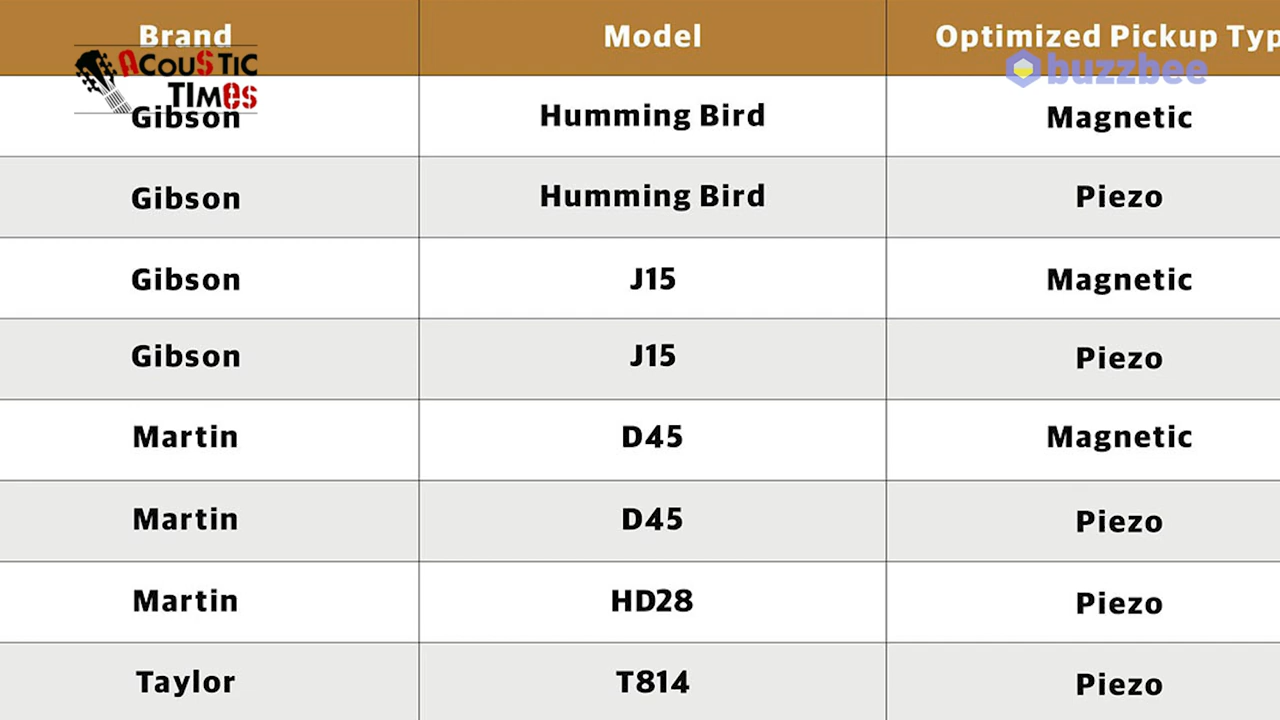 Brand Model Optimized Pickup Typ
ACOUSTIC
TIMES
buzzbee
Gibson Humming Bird Magnetic
Gibson Humming Bird Piezo
Gibson J15 Magnetic
Gibson J15 Piezo
Martin D45 Magnetic
Martin D45 Piezo
Martin HD28 Piezo
Taylor T814 Piezo